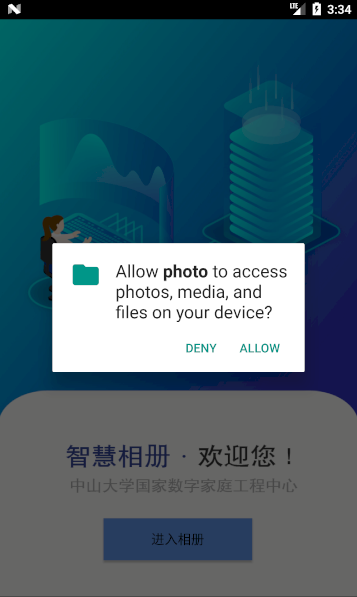 LTE 3:34
Allow photo to access
photos, media, and
files on your device?
DENY ALLOW
智慧相册 · 欢迎您！
中山大学国家数字家庭工程中心
进入相册